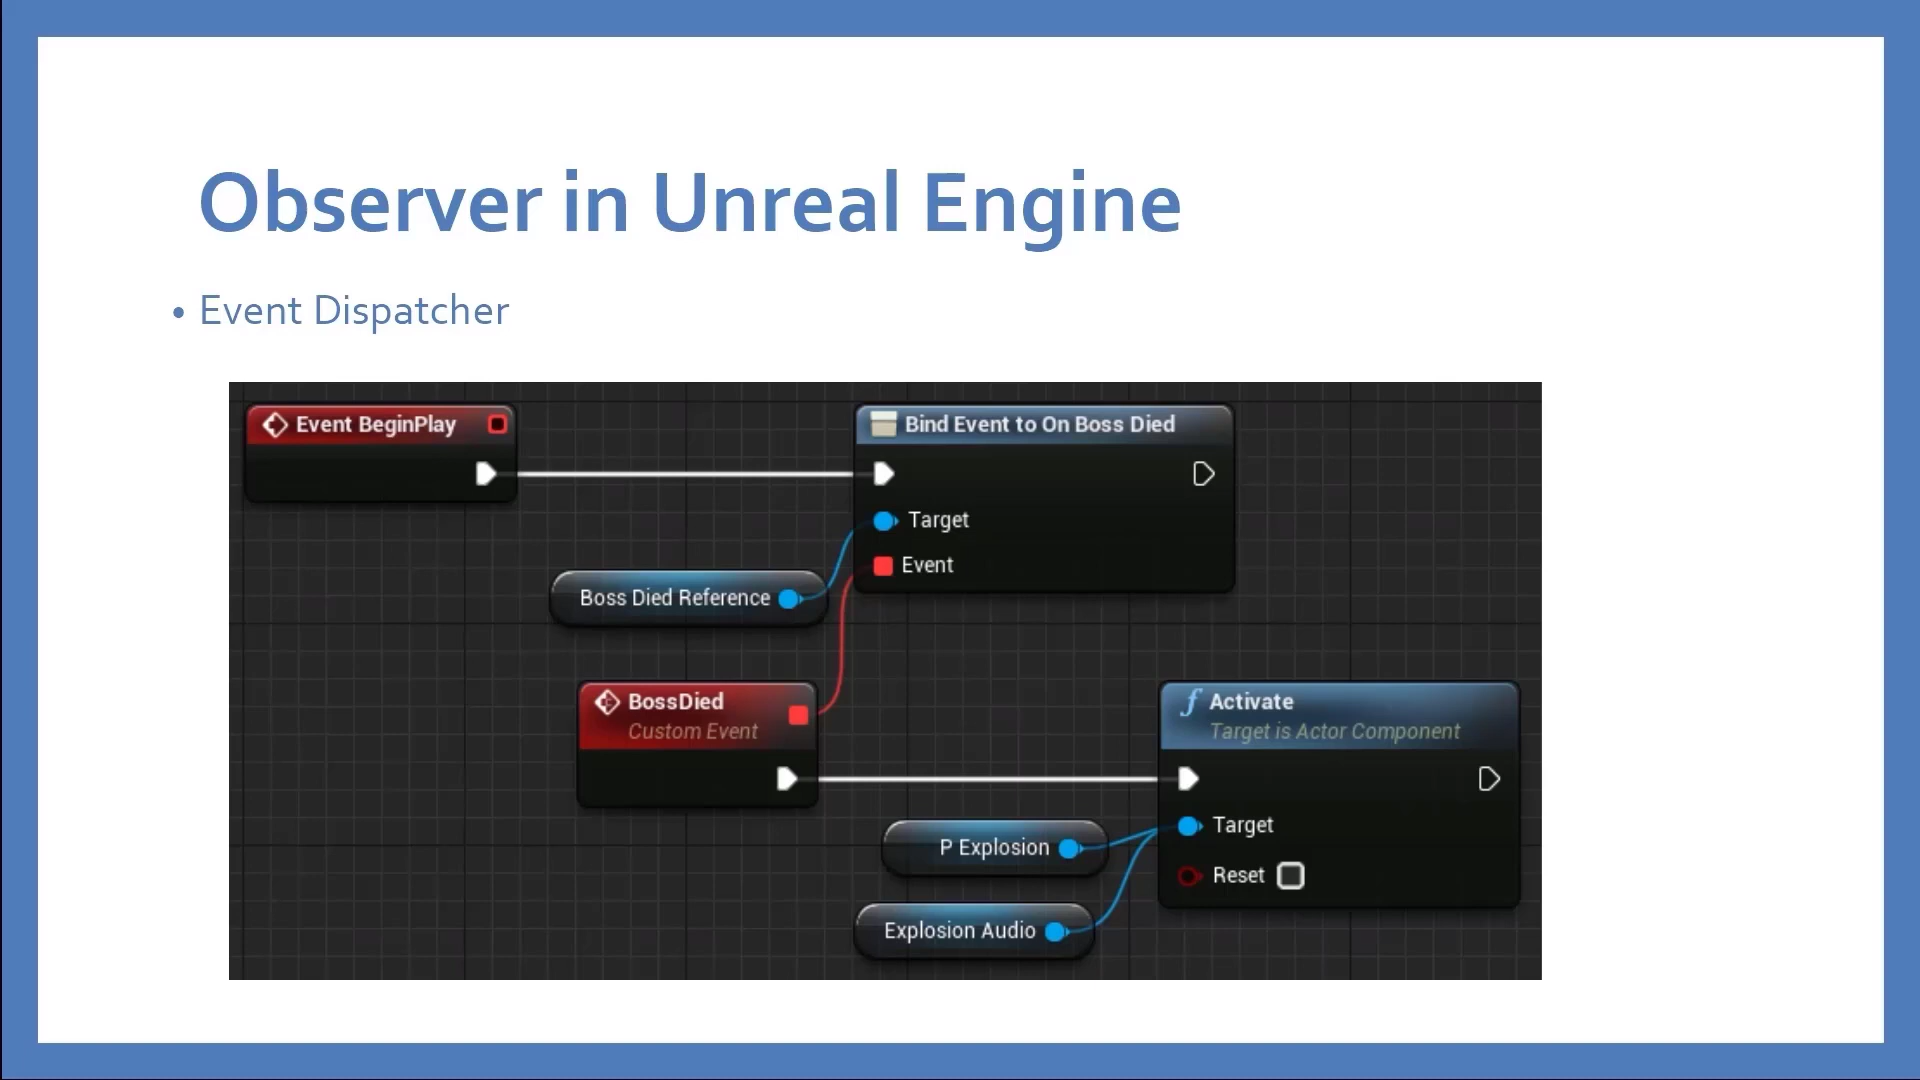 Observer in Unreal Engine
• Event Dispatcher
Event BeginPlay
Bind Event to On Boss Died
Target
Event
Boss Died Reference
BossDied
Custom Event
Activate
Target is Actor Component
Target
P Explosion
Reset
Explosion Audio